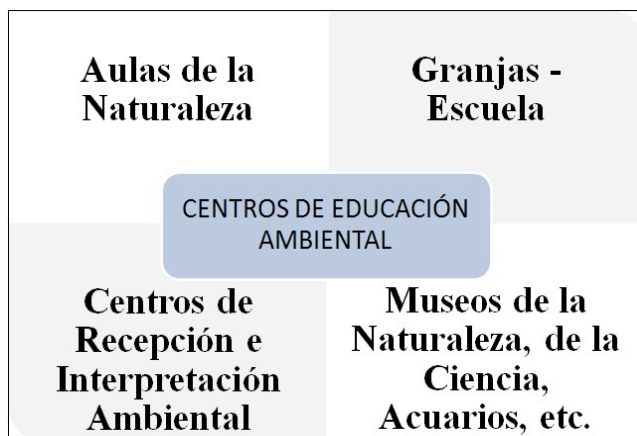 Aulas de la
Naturaleza
Granjas -
Escuela
CENTROS DE EDUCACIÓN
AMBIENTAL
Centros de
Recepción e
Interpretación
Ambiental
Museos de la
Naturaleza, de la
Ciencia,
Acuarios, etc.